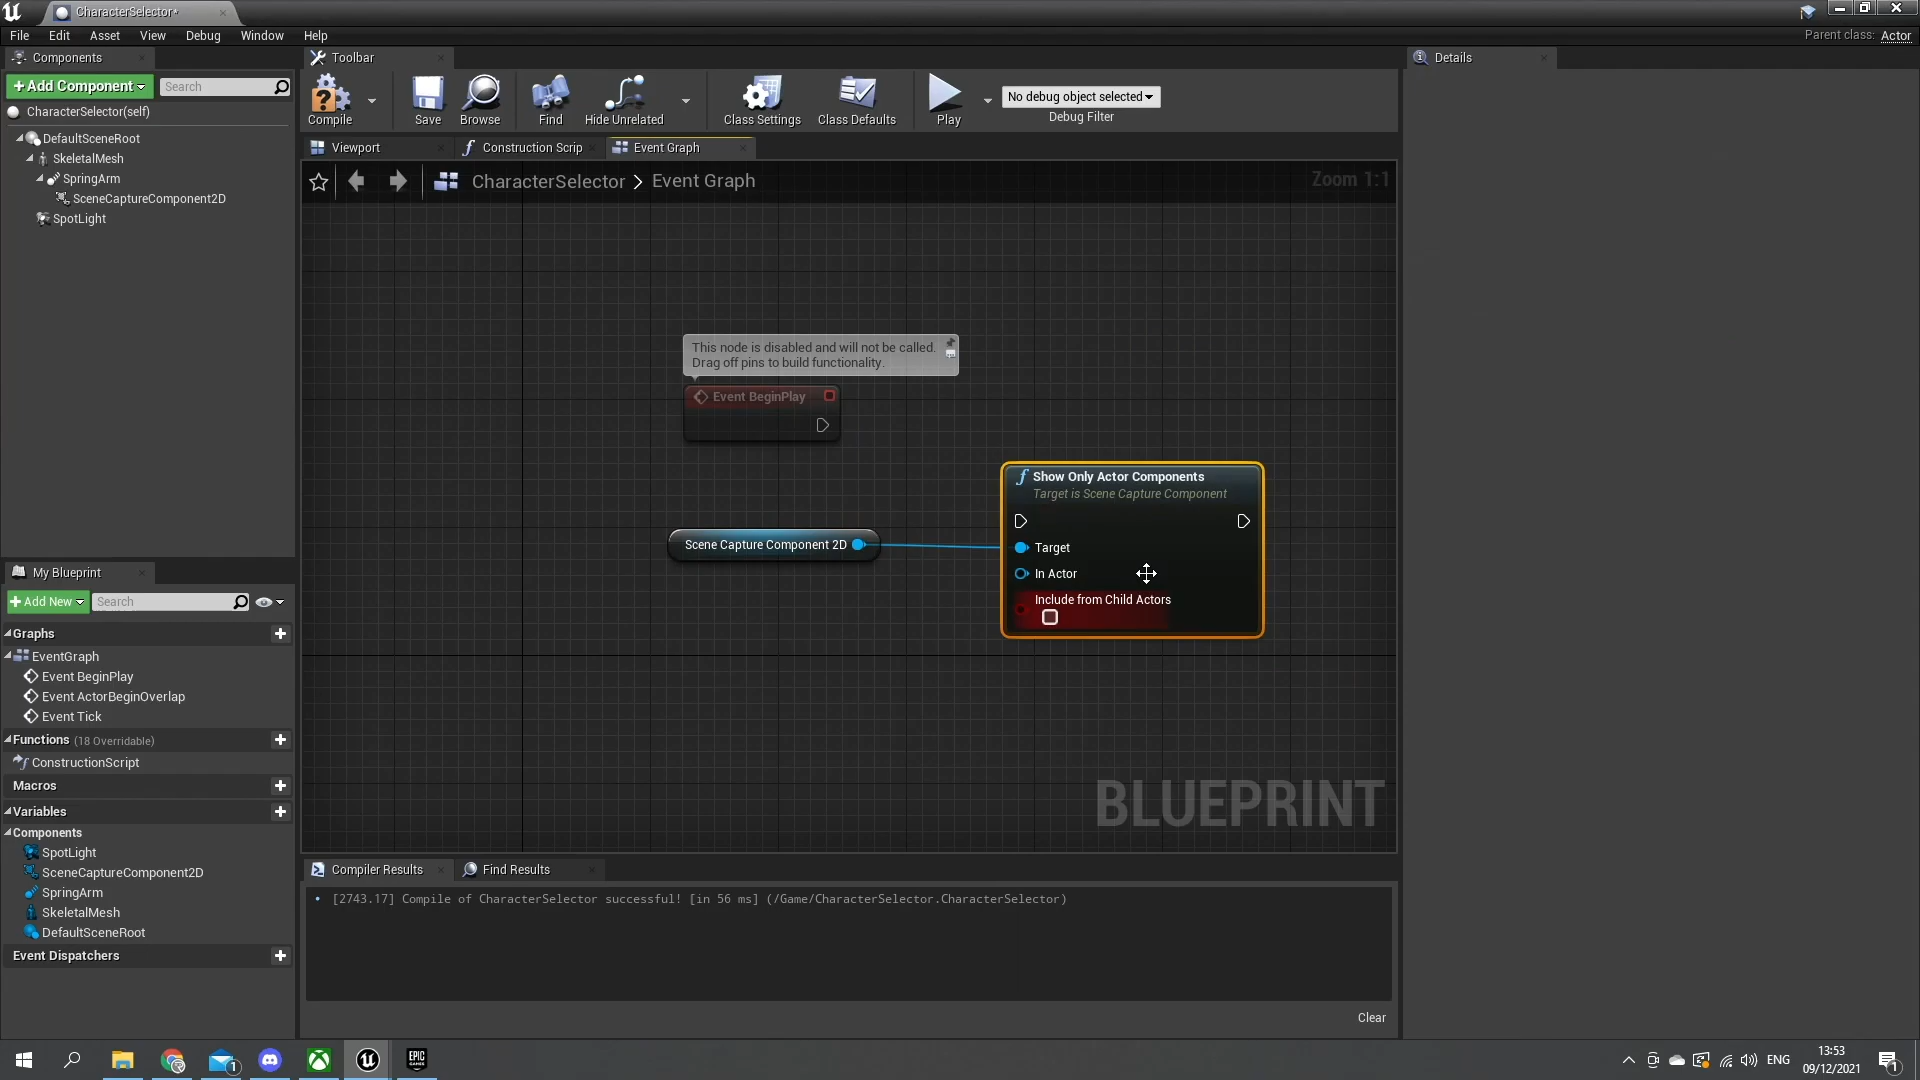 CharacterSelector*
File Edit Asset View Debug Window Help
Parent class: Actor
Components
+Add Component
Search
CharacterSelector(self)
DefaultSceneRoot
SkeletalMesh
SpringArm
SceneCaptureComponent2D
SpotLight
Toolbar
Compile
Save
Browse
Find
Hide Unrelated
Class Settings
Class Defaults
Play
No debug object selected
Debug Filter
Viewport
Construction Scrip
Event Graph
CharacterSelector > Event Graph
Zoom 1:1
This node is disabled and will not be called.
Drag off pins to build functionality.
Event BeginPlay
Scene Capture Component 2D
Show Only Actor Components
Target is Scene Capture Component
Target
In Actor
Include from Child Actors
BLUEPRINT
Details
My Blueprint
+Add New
Search
Graphs
EventGraph
Event BeginPlay
Event ActorBeginOverlap
Event Tick
Functions (18 Overridable)
ConstructionScript
Macros
Variables
Components
SpotLight
SceneCaptureComponent2D
SpringArm
SkeletalMesh
DefaultSceneRoot
Event Dispatchers
Compiler Results
Find Results
[2743.17] Compile of CharacterSelector successful! [in 56 ms] (/Game/CharacterSelector.CharacterSelector)
Clear
1
EPIC
GAMES
ENG
13:53
09/12/2021
1